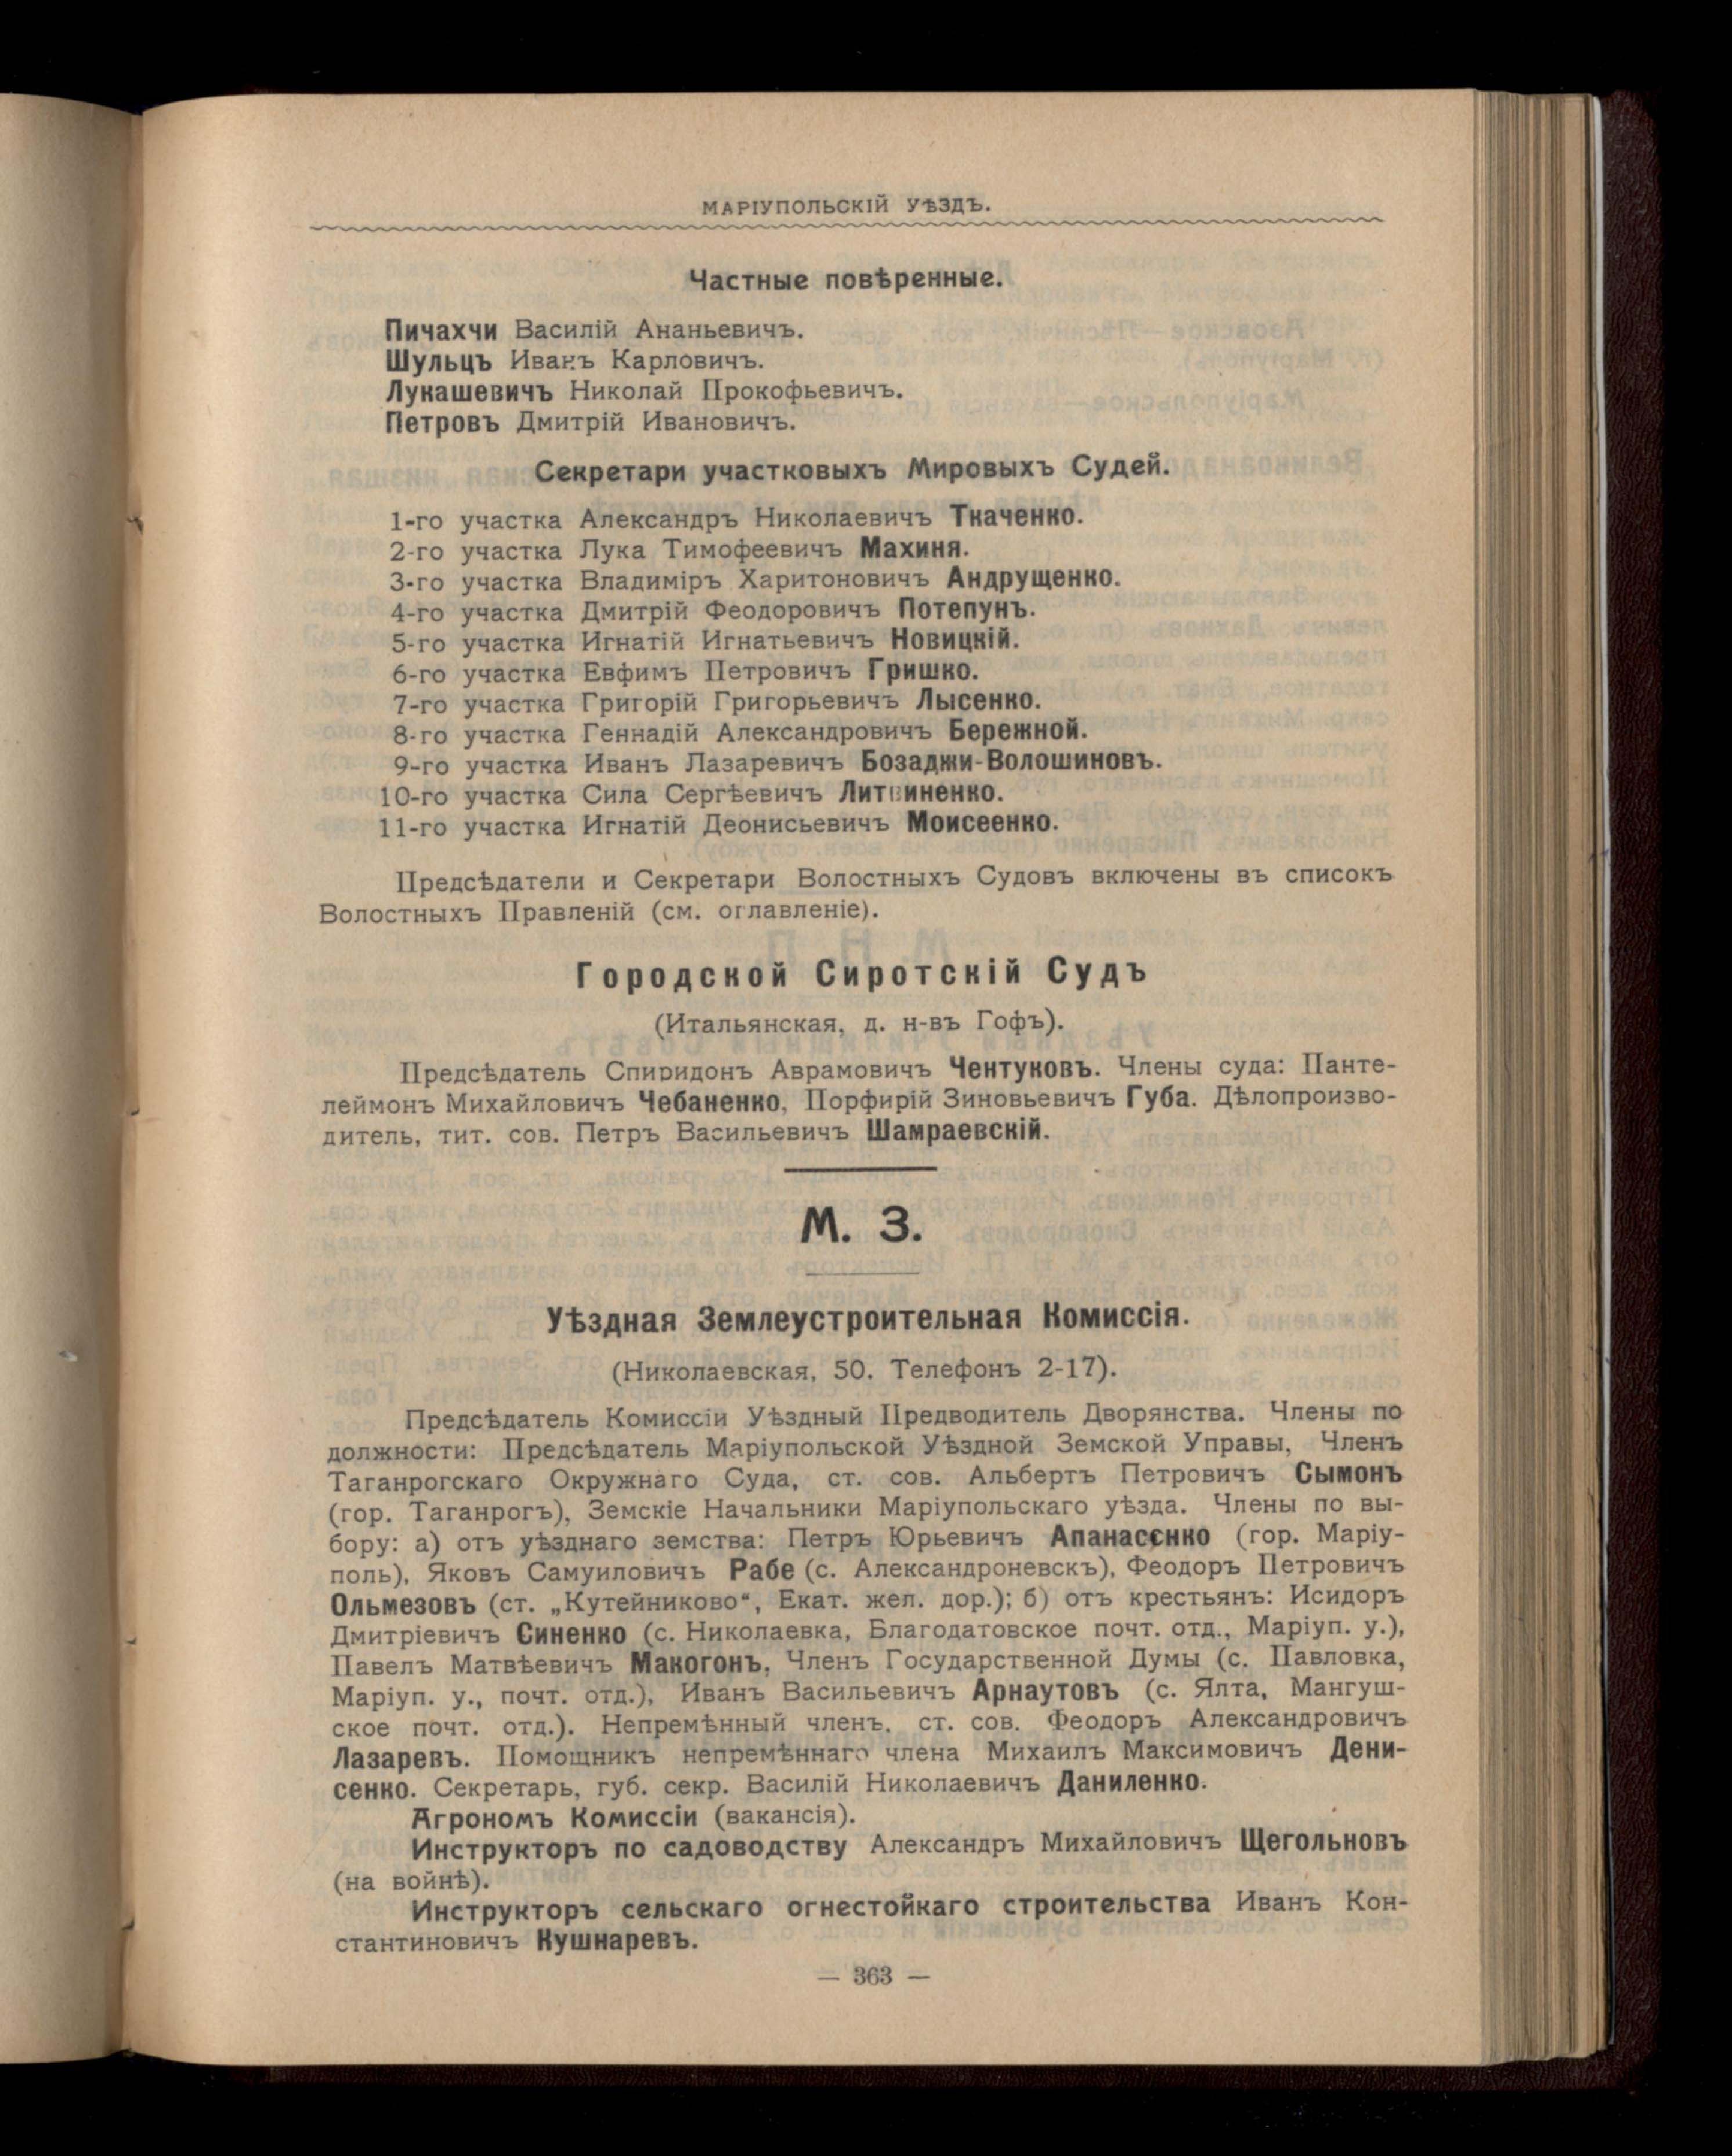 МАРІУПОЛЬСКІЙ УѢЗДЪ.
Частные повѣренные.
Пичахчи Василій Ананьевичъ.
Шульцъ Иванъ Карловичъ.
Лукашевичъ Николай Прокофьевичъ.
Петровъ Дмитрій Ивановичъ.
Секретари участковыхъ Мировыхъ Судей.
1-го участка Александръ Николаевичъ Ткаченко.
2-го участка Лука Тимофеевичъ Махиня.
3-го участка Владиміръ Харитоновичъ Андрущенко.
4-го участка Дмитрій Феодоровичъ Потепунъ.
5-го участка Игнатій Игнатьевичъ Новицкій.
6-го участка Евфимъ Петровичъ Гришко.
7-го участка Григорій Григорьевичъ Лысенко.
8-го участка Геннадій Александровичъ Бережной.
9-го участка Иванъ Лазаревичъ Бозаджи-Волошиновъ.
10-го участка Сила Сергѣевичъ Литвиненко.
11-го участка Игнатій Деонисьевичъ Моисеенко.
Предсѣдатели и Секретари Волостныхъ Судовъ включены въ списокъ
Волостныхъ Правленій (см. оглавленіе).
Городской Сиротскій Судъ
(Итальянская, д. н-въ Гофъ).
Предсѣдатель Спиридонъ Аврамовичъ Чентуковъ. Члены суда: Панте-
леймонъ Михайловичъ Чебаненко, Порфирій Зиновьевичъ Губа. Дѣлопроизво-
дитель, тит. сов. Петръ Васильевичъ Шамраевскій.
М. З.
Уѣздная Землеустроительная Комиссія.
(Николаевская, 50. Телефонъ 2-17).
Предсѣдатель Комиссіи Уѣздный Предводитель Дворянства. Члены по
должности: Предсѣдатель Маріупольской Уѣздной Земской Управы, Членъ
Таганрогскаго Окружнаго Суда, ст. сов. Альбертъ Петровичъ Сымонъ
(гор. Таганрогъ), Земскіе Начальники Маріупольскаго уѣзда. Члены по вы-
бору: а) отъ уѣзднаго земства: Петръ Юрьевичъ Апанасенко (гор. Маріу-
поль), Яковъ Самуиловичъ Рабе (с. Александроневскъ), Феодоръ Петровичъ
Ольмезовъ (ст. „Кутейниково“, Екат. жел. дор.); б) отъ крестьянъ: Исидоръ
Дмитріевичъ Синенко (с. Николаевка, Благодатовское почт. отд., Маріуп. у.),
Павелъ Матвѣевичъ Макогонъ, Членъ Государственной Думы (с. Павловка,
Маріуп. у., почт. отд.), Иванъ Васильевичъ Арнаутовъ (с. Ялта, Мангуш-
ское почт. отд.). Непремѣнный членъ, ст. сов. Феодоръ Александровичъ
Лазаревъ. Помощникъ непремѣннаго члена Михаилъ Максимовичъ Дени-
сенко. Секретарь, губ. секр. Василій Николаевичъ Даниленко.
Агрономъ Комиссіи (вакансія).
Инструкторъ по садоводству Александръ Михайловичъ Щегольновъ
(на войнѣ).
Инструкторъ сельскаго огнестойкаго строительства Иванъ Кон-
стантиновичъ Кушнаревъ.
— 363 —